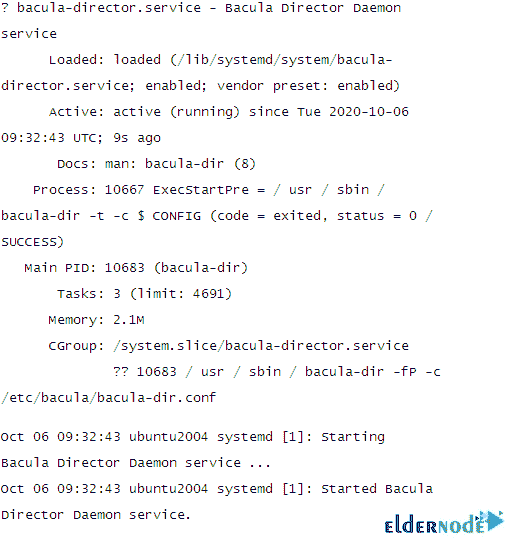 ? bacula-director.service - Bacula Director Daemon
service
Loaded: loaded (/lib/systemd/system/bacula-
director.service; enabled; vendor preset: enabled)
Active: active (running) since Tue 2020-10-06
09:32:43 UTC; 9s ago
Docs: man: bacula-dir (8)
Process: 10667 ExecStartPre = / usr / sbin /
bacula-dir -t -c $ CONFIG (code = exited, status = 0 /
SUCCESS)
Main PID: 10683 (bacula-dir)
Tasks: 3 (limit: 4691)
Memory: 2.1M
CGroup: /system.slice/bacula-director.service
?? 10683 / usr / sbin / bacula-dir -fP -c
/etc/bacula/bacula-dir.conf
Oct 06 09:32:43 ubuntu2004 systemd [1]: Starting
Bacula Director Daemon service ...
Oct 06 09:32:43 ubuntu2004 systemd [1]: Started Bacula
Director Daemon service.
eldernode